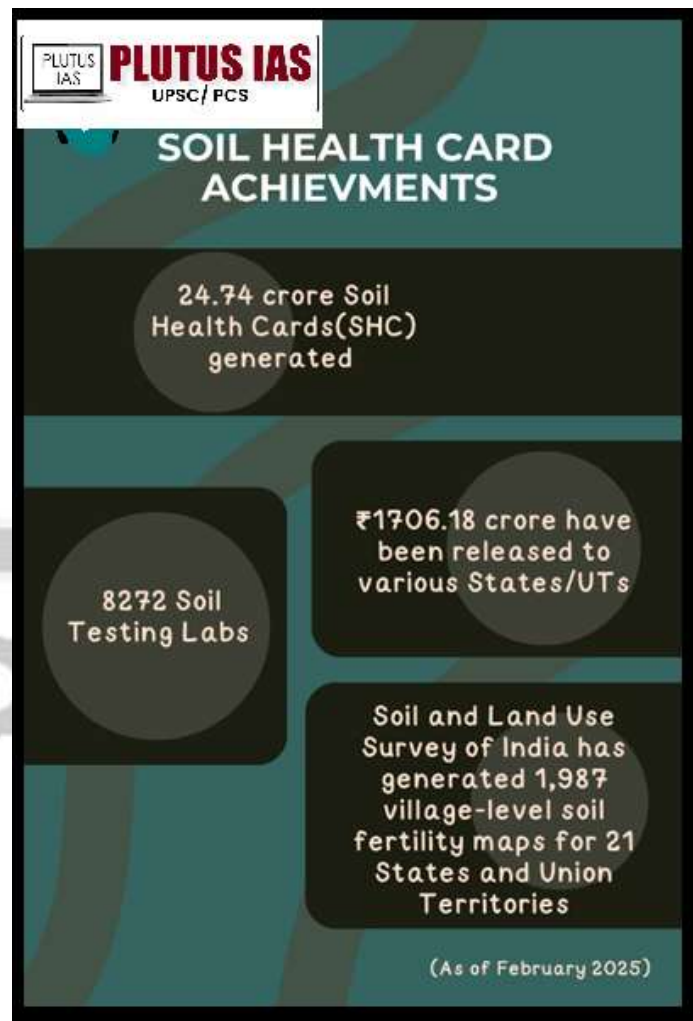 PLUTUS
IAS
PLUTUS IAS
UPSC/ PCS
SOIL HEALTH CARD
ACHIEVMENTS
24.74 crore Soil
Health Cards(SHC)
generated
₹1706.18 crore have
been released to
various States/UTs
8272 Soil
Testing Labs
Soil and Land Use
Survey of India has
generated 1,987
village-level soil
fertility maps for 21
States and Union
Territories
(As of February 2025)